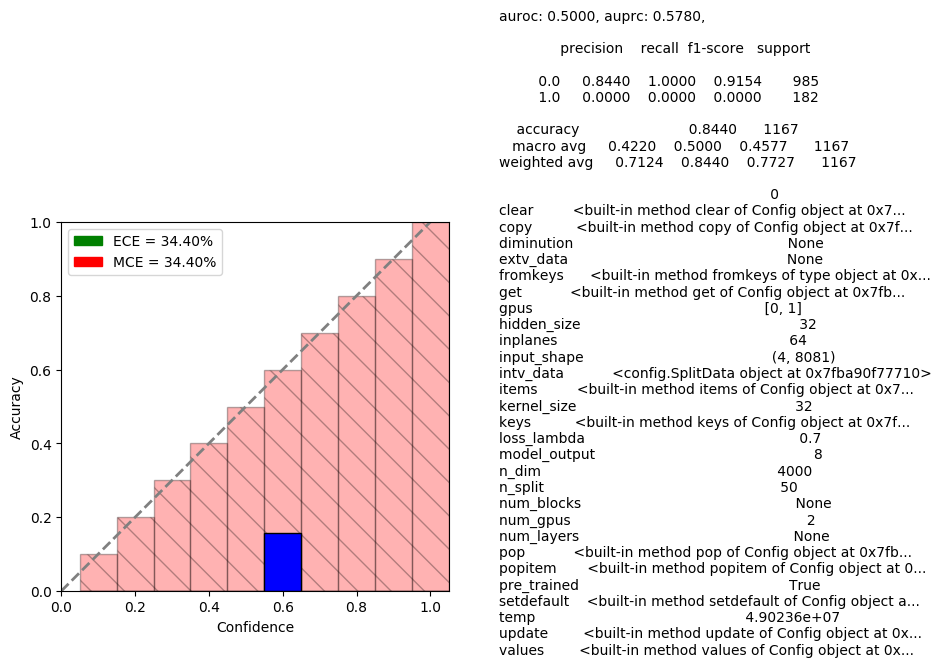 auroc: 0.5000, auprc: 0.5780,
precision recall f1-score support
0.0 0.8440 1.0000 0.9154 985
1.0 0.0000 0.0000 0.0000 182
accuracy 0.8440 1167
macro avg 0.4220 0.5000 0.4577 1167
weighted avg 0.7124 0.8440 0.7727 1167
0
clear <built-in method clear of Config object at 0x7...
copy <built-in method copy of Config object at 0x7f...
diminution None
extv_data None
fromkeys <built-in method fromkeys of type object at 0x...
get <built-in method get of Config object at 0x7fb...
gpus [0, 1]
hidden_size 32
inplanes 64
input_shape (4, 8081)
intv_data <config.SplitData object at 0x7fba90f77710>
items <built-in method items of Config object at 0x7...
kernel_size 32
keys <built-in method keys of Config object at 0x7f...
loss_lambda 0.7
model_output 8
n_dim 4000
n_split 50
num_blocks None
num_gpus 2
num_layers None
pop <built-in method pop of Config object at 0x7fb...
popitem <built-in method popitem of Config object at 0...
pre_trained True
setdefault <built-in method setdefault of Config object a...
temp 4.90236e+07
update <built-in method update of Config object at 0x...
values <built-in method values of Config object at 0x...
ECE = 34.40%
MCE = 34.40%
1.0
0.8
0.6
0.4
0.2
0.0
Accuracy
0.0 0.2 0.4 0.6 0.8 1.0
Confidence